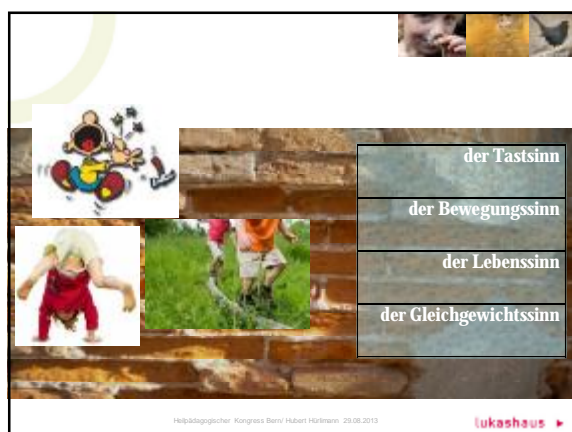 der Tastsinn
der Bewegungssinn
der Lebenssinn
der Gleichgewichtssinn
Heilpädagogischer Kongress Bern/ Hubert Hürlimann 29.08.2013
lukashaus